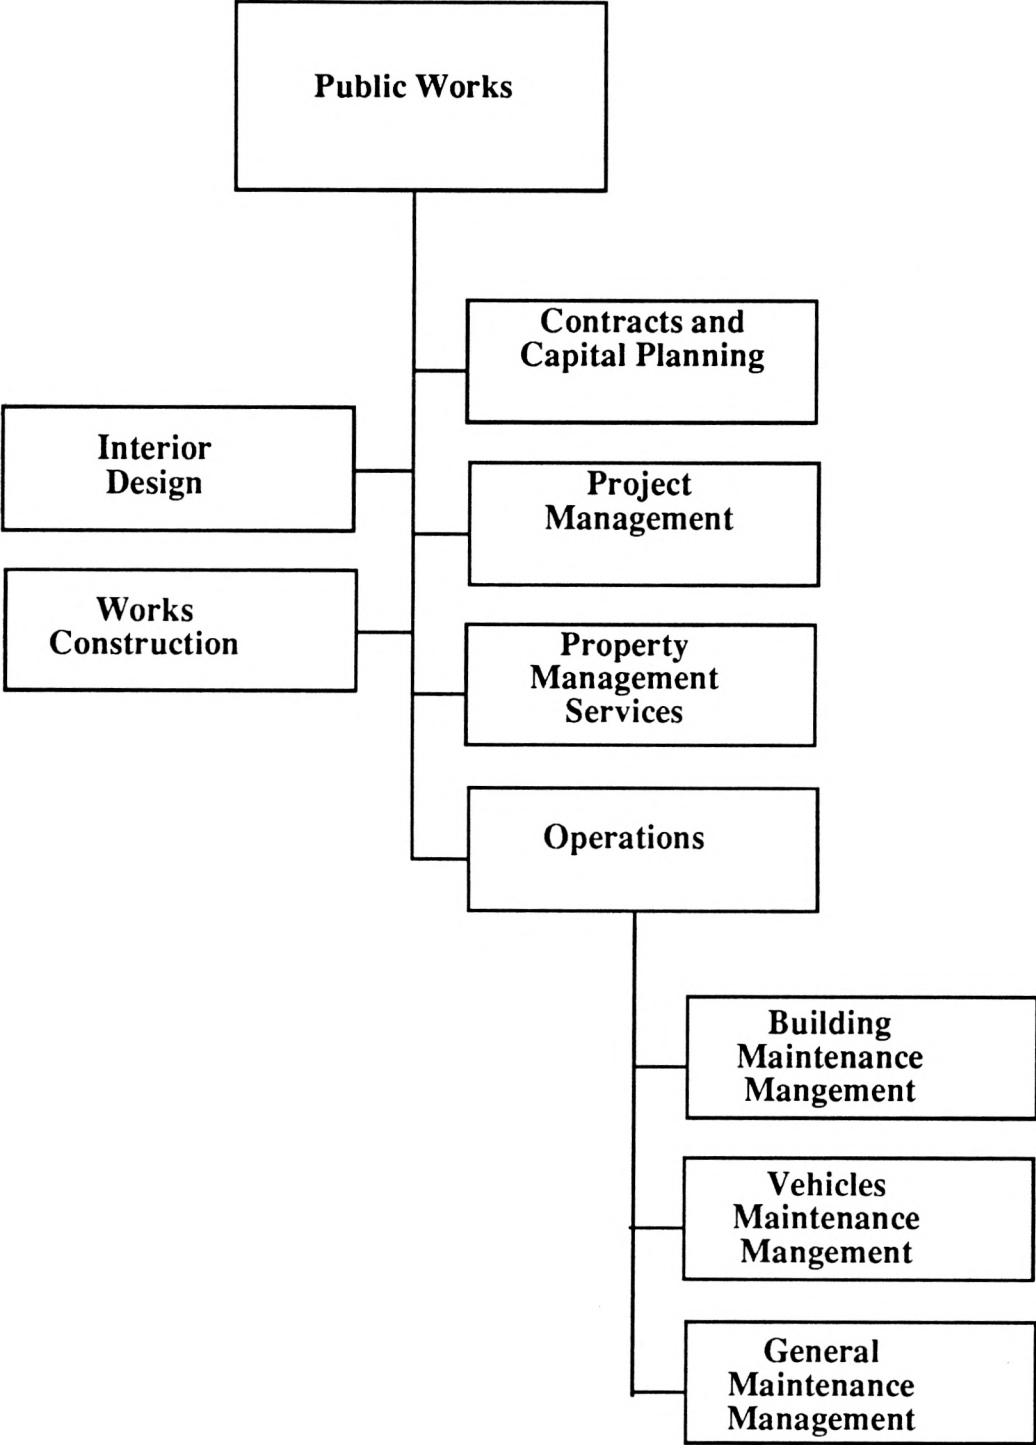 Public Works
Contracts and
Capital Planning
Interior
Design
Project
Management
Works
Construction
Property
Management
Services
Operations
Building
Maintenance
Mangement
Vehicles
Maintenance
Mangement
General
Maintenance
Management